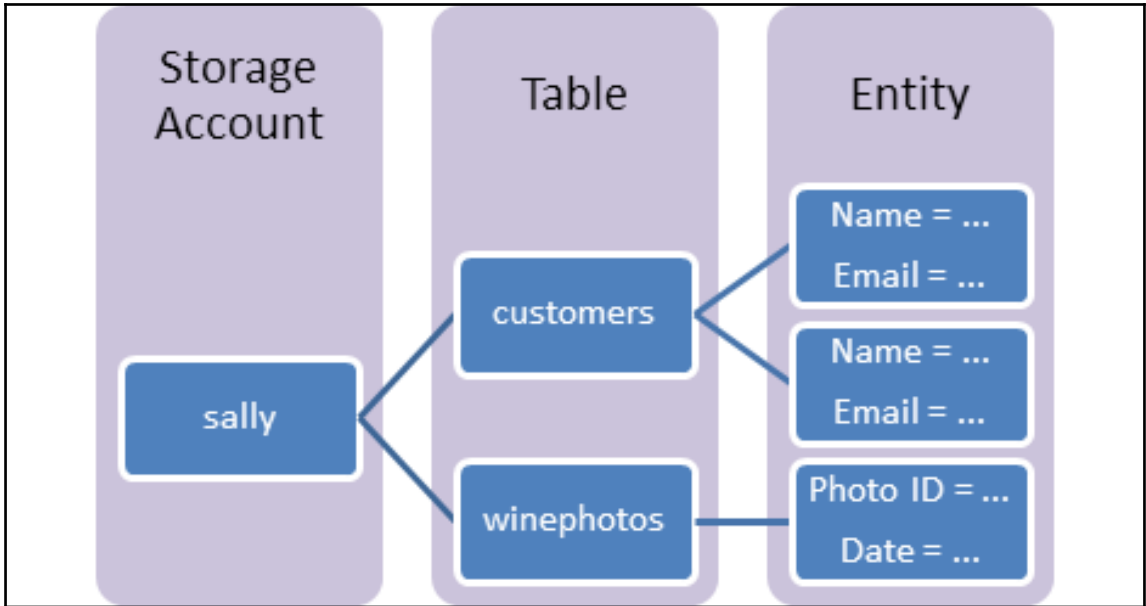 Storage
Account
Table
Entity
sally
customers
winephotos
Name = ...
Email = ...
Name = ...
Email = ...
Photo ID = ...
Date = ...